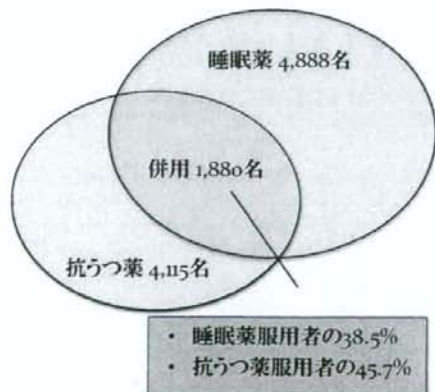 睡眠薬 4,888名
併用 1,880名
抗うつ薬 4,115名
・ 睡眠薬服用者の38.5%
・ 抗うつ薬服用者の45.7%